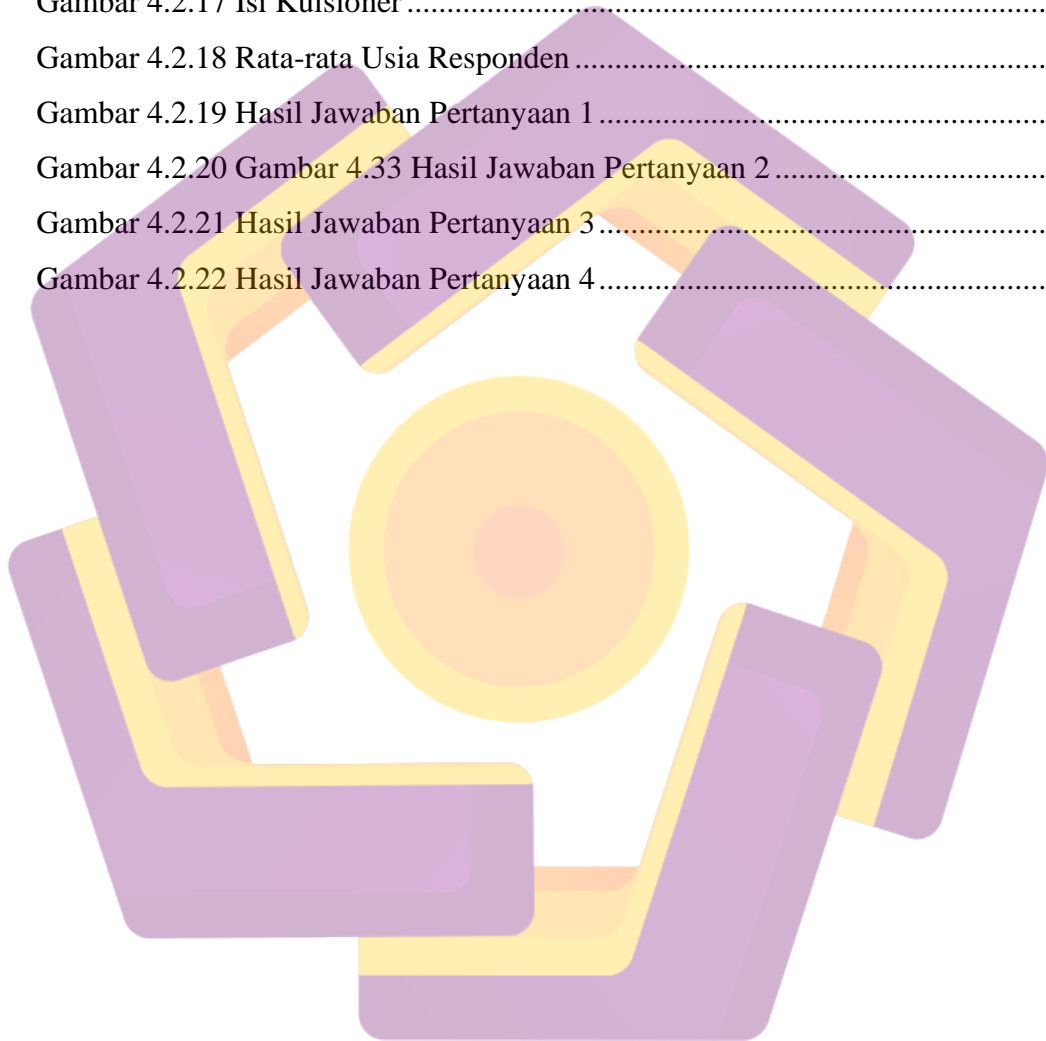 Gambar 4.2.17 Isi Kuisioner
Gambar 4.2.18 Rata-rata Usia Responden
Gambar 4.2.19 Hasil Jawaban Pertanyaan 1
Gambar 4.2.20 Gambar 4.33 Hasil Jawaban Pertanyaan 2
Gambar 4.2.21 Hasil Jawaban Pertanyaan 3
Gambar 4.2.22 Hasil Jawaban Pertanyaan 4